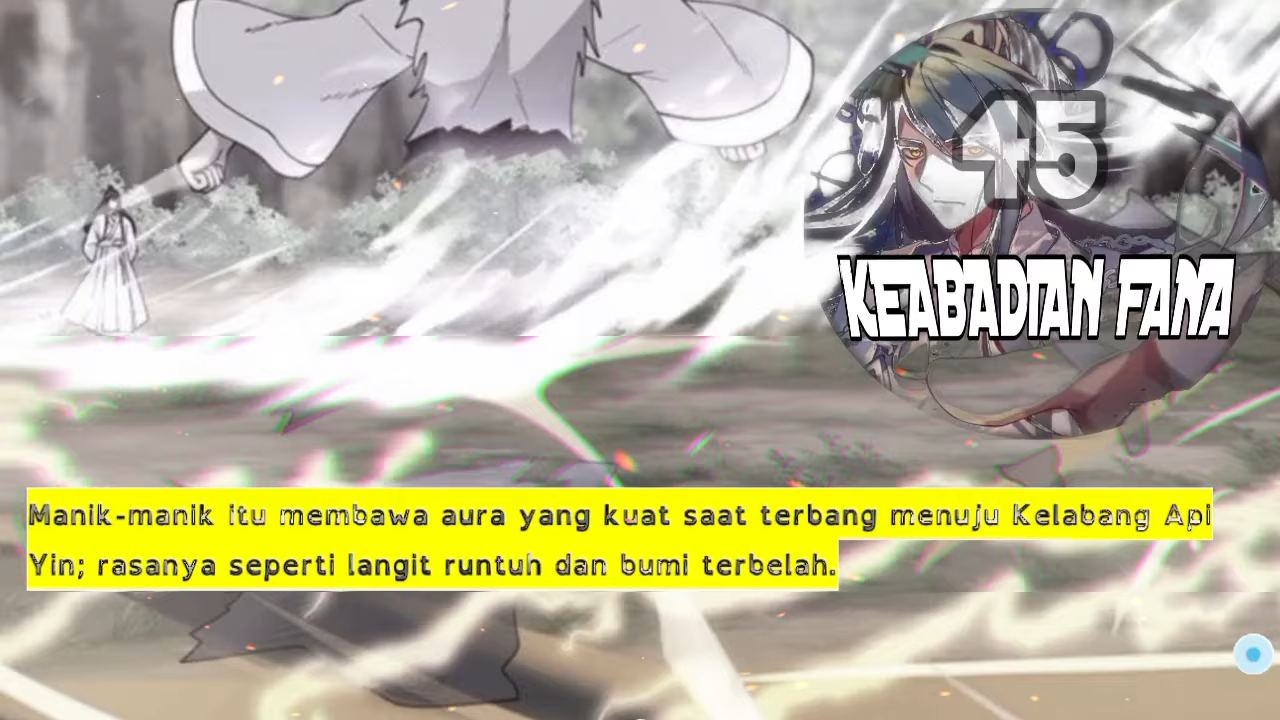 45
KEABADIAN FANA
Manik-manik itu membawa aura yang kuat saat terbang menuju Kelabang Api
Yin; rasanya seperti langit runtuh dan bumi terbelah.